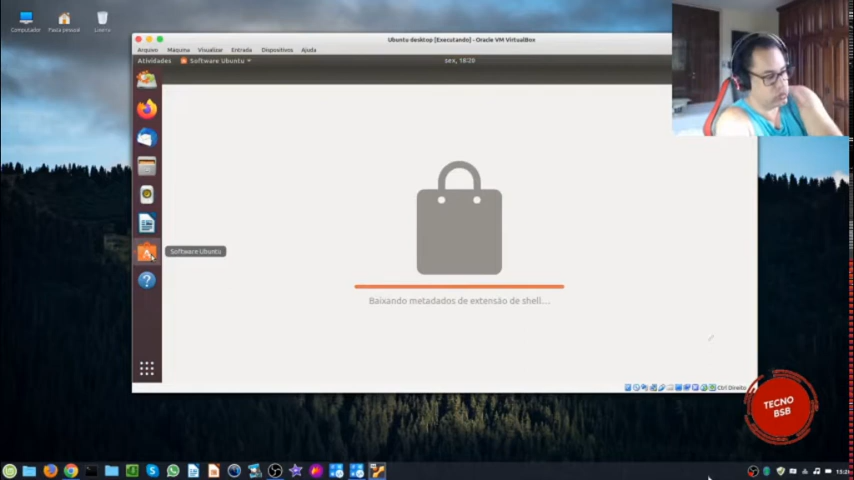 Ubuntu desktop [Executando] - Oracle VM VirtualBox
Computador
Pasta pessoal
Lixeira
Arquivo Máquina Visualizar Entrada Dispositivos Ajuda
Atividades Software Ubuntu sex, 18:20
Software Ubuntu
Baixando metadados de extensão de shell...
Ctrl Direito
TECNO
BSB